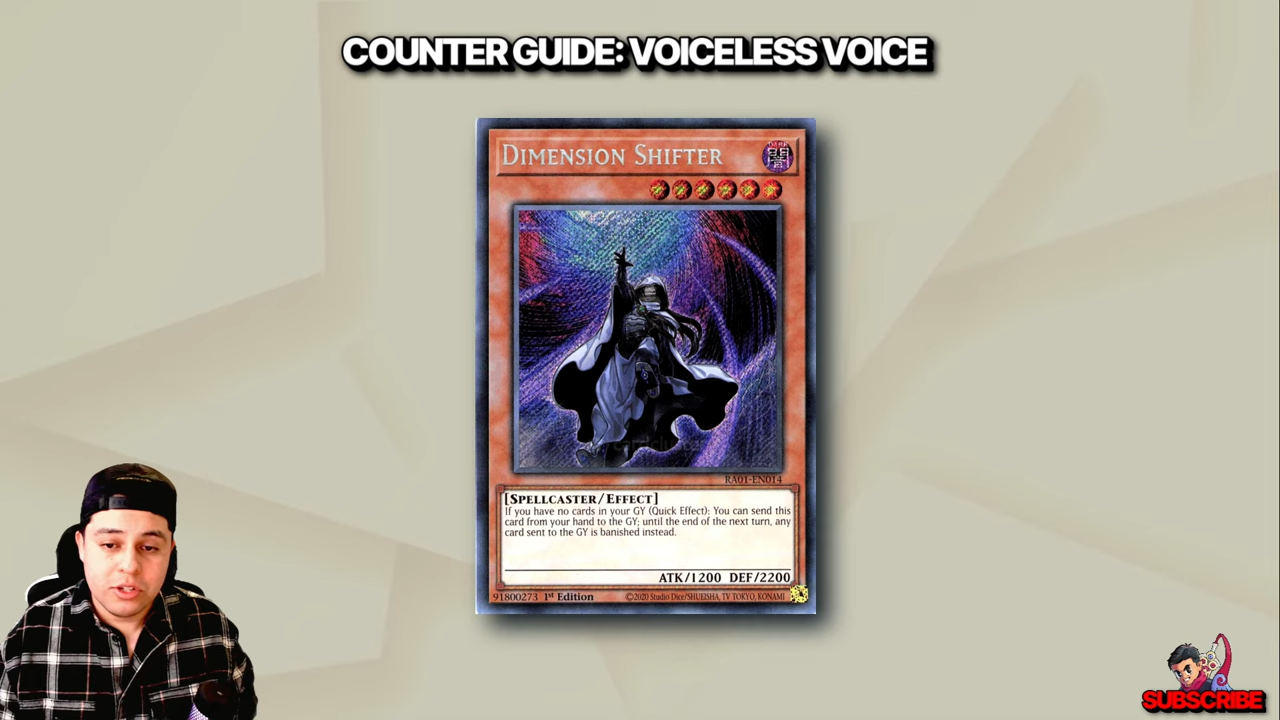 COUNTER GUIDE: VOICELESS VOICE
DIMENSION SHIFTER
DARK
闇
RA01-EN014
[SPELLCASTER/EFFECT]
If you have no cards in your GY (Quick Effect): You can send this
card from your hand to the GY; until the end of the next turn, any
card sent to the GY is banished instead.
ATK/1200 DEF/2200
91800273 1st Edition ©2020 Studio Dice/SHUEISHA, TV TOKYO, KONAMI
SUBSCRIBE